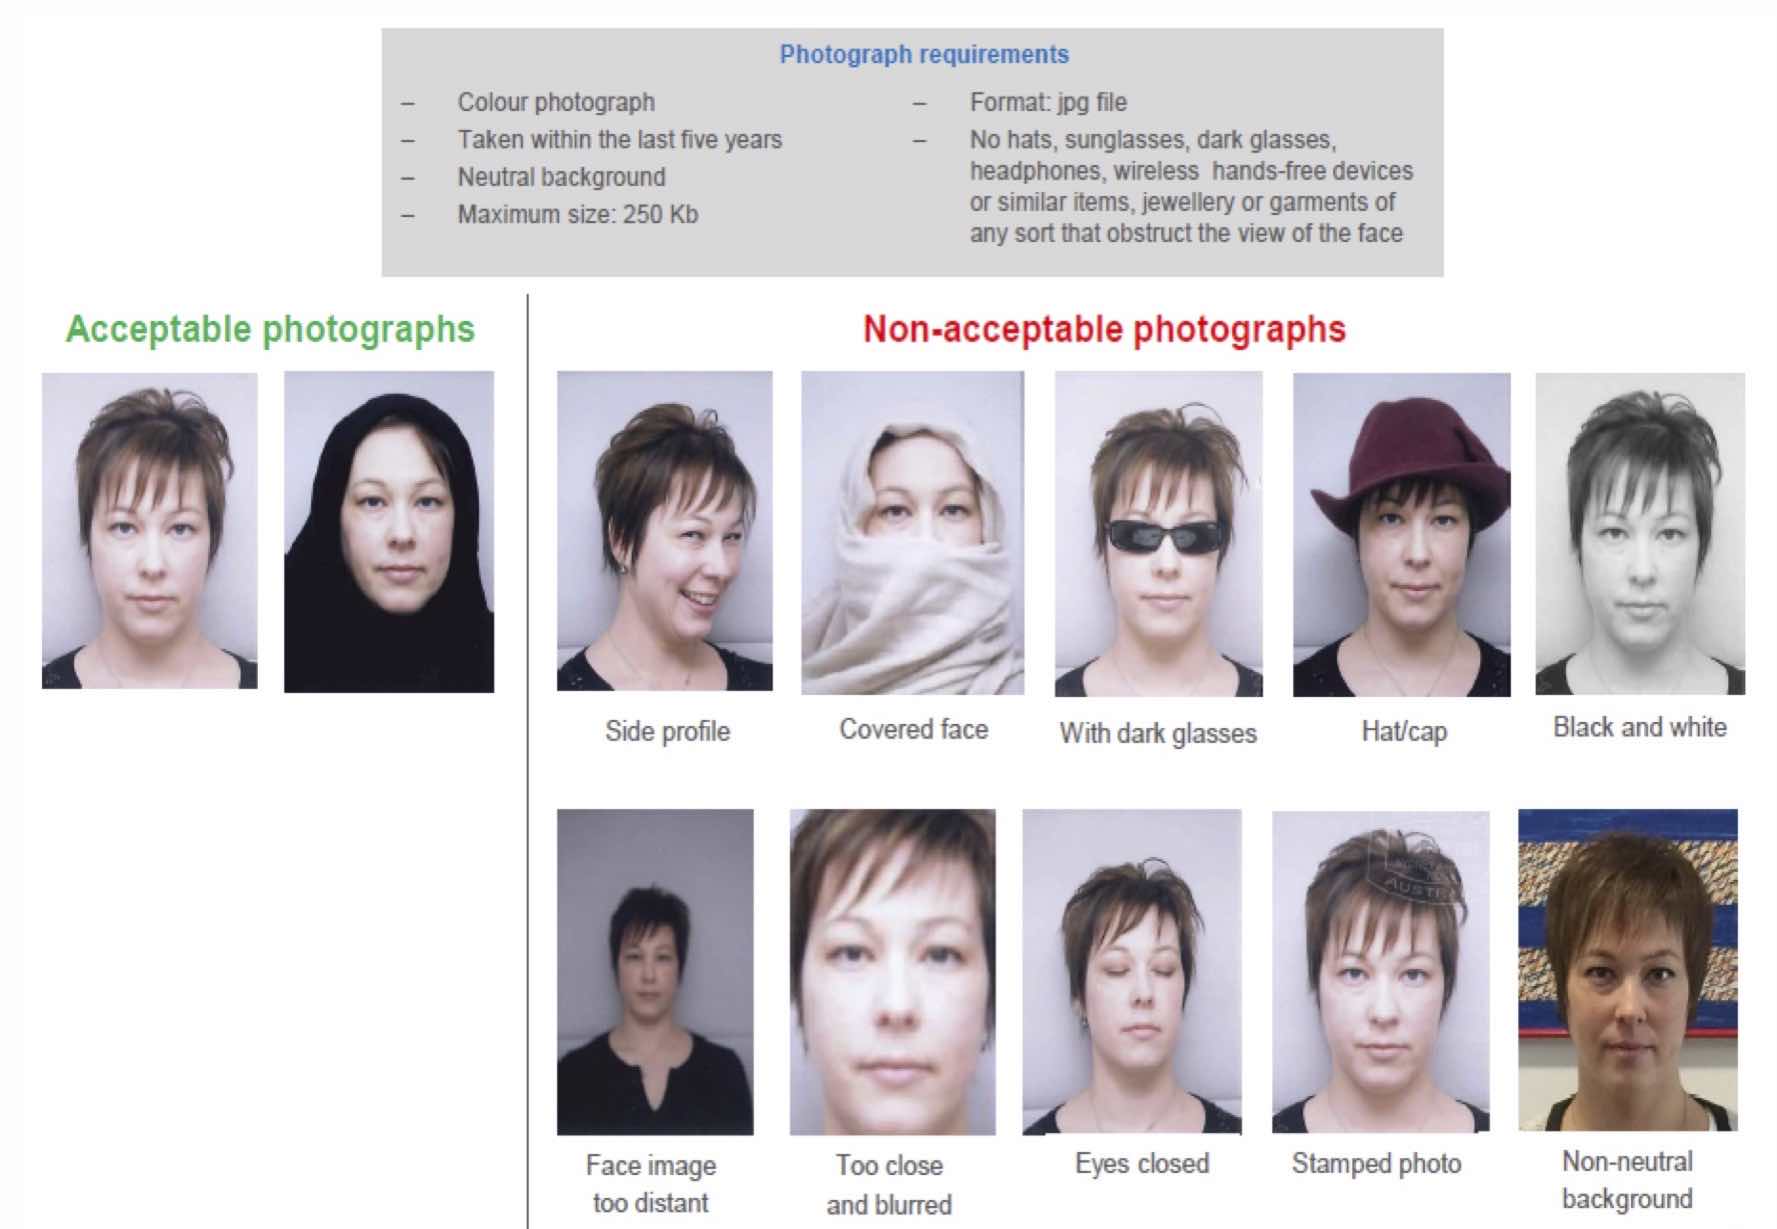 Photograph requirements
– Colour photograph
– Taken within the last five years
– Neutral background
– Maximum size: 250 Kb
– Format: jpg file
– No hats, sunglasses, dark glasses,
headphones, wireless hands-free devices
or similar items, jewellery or garments of
any sort that obstruct the view of the face
Acceptable photographs
Non-acceptable photographs
Side profile
Covered face
With dark glasses
Hat/cap
Black and white
Face image
too distant
Too close
and blurred
Eyes closed
Stamped photo
Non-neutral
background